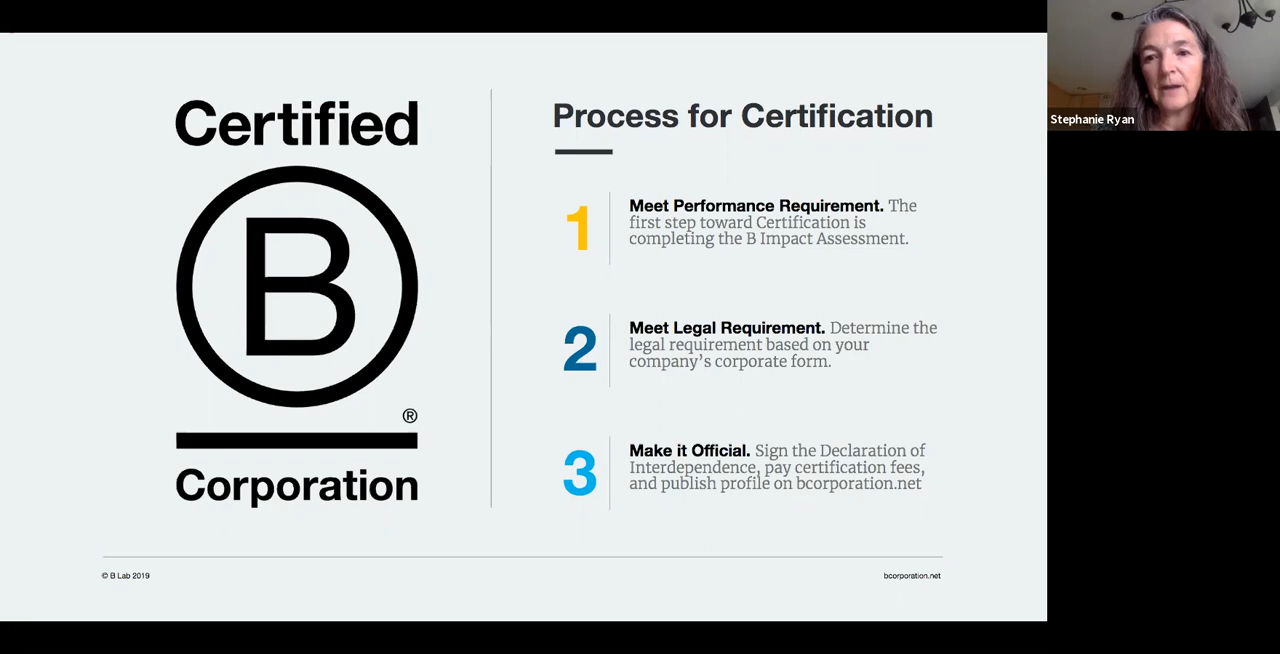 Certified
B
®
Corporation
Process for Certification
1
Meet Performance Requirement. The
first step toward Certification is
completing the B Impact Assessment.
2
Meet Legal Requirement. Determine the
legal requirement based on your
company's corporate form.
3
Make it Official. Sign the Declaration of
Interdependence, pay certification fees,
and publish profile on bcorporation.net
© B Lab 2019
bcorporation.net
Stephanie Ryan